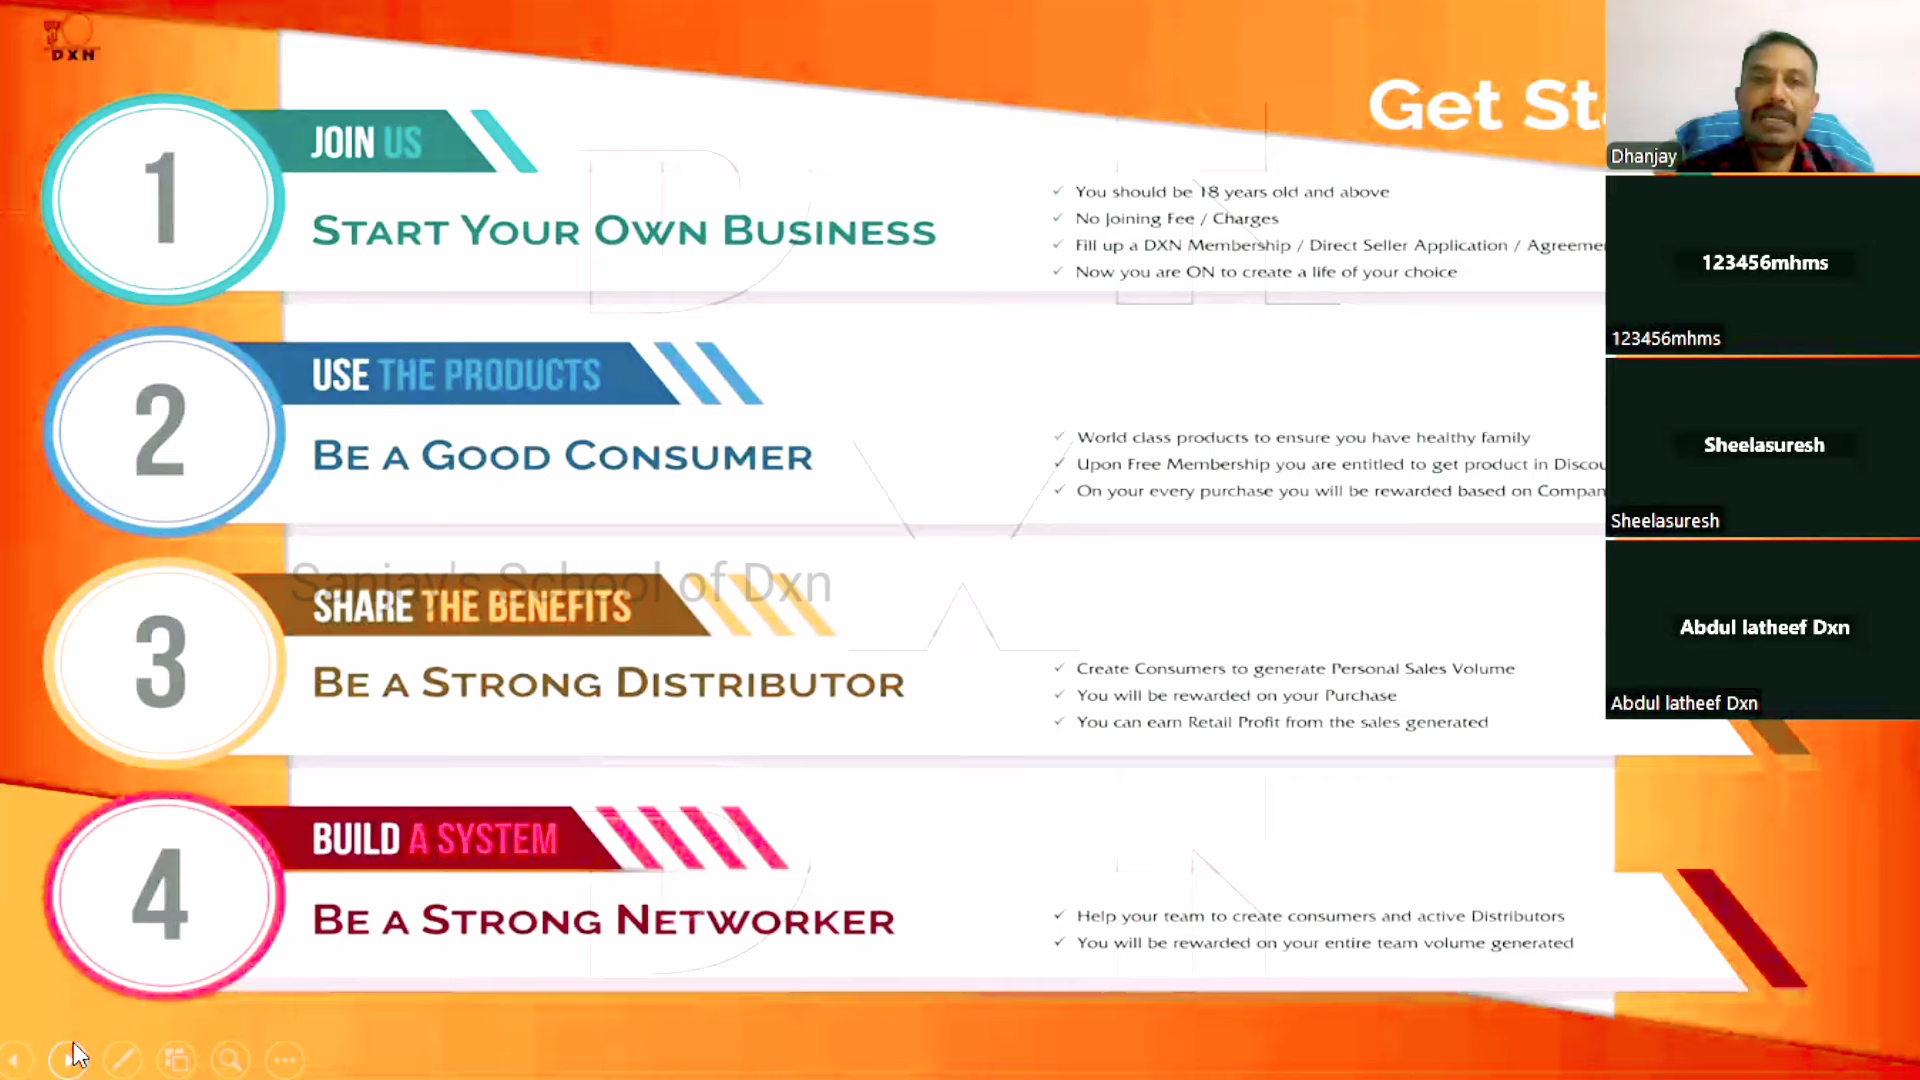 DXN
Get
1
JOIN US
START YOUR OWN BUSINESS
✓ You should be 18 years old and above
✓ No Joining Fee / Charges
✓ Fill up a DXN Membership / Direct Seller Application /
✓ Now you are ON to create a life of your choice
2
USE THE PRODUCTS
BE A GOOD CONSUMER
✓ World class products to ensure you have healthy family
✓ Upon Free Membership you are entitled to get product in
✓ On your every purchase you will be rewarded based on
Sanjay's School of Dxn
3
SHARE THE BENEFITS
BE A STRONG DISTRIBUTOR
✓ Create Consumers to generate Personal Sales Volume
✓ You will be rewarded on your Purchase
✓ You can earn Retail Profit from the sales generated
4
BUILD A SYSTEM
BE A STRONG NETWORKER
✓ Help your team to create consumers and active Distributors
✓ You will be rewarded on your entire team volume generated
Dhanjay
123456mhms
123456mhms
Sheelasuresh
Sheelasuresh
Abdul latheef Dxn
Abdul latheef Dxn